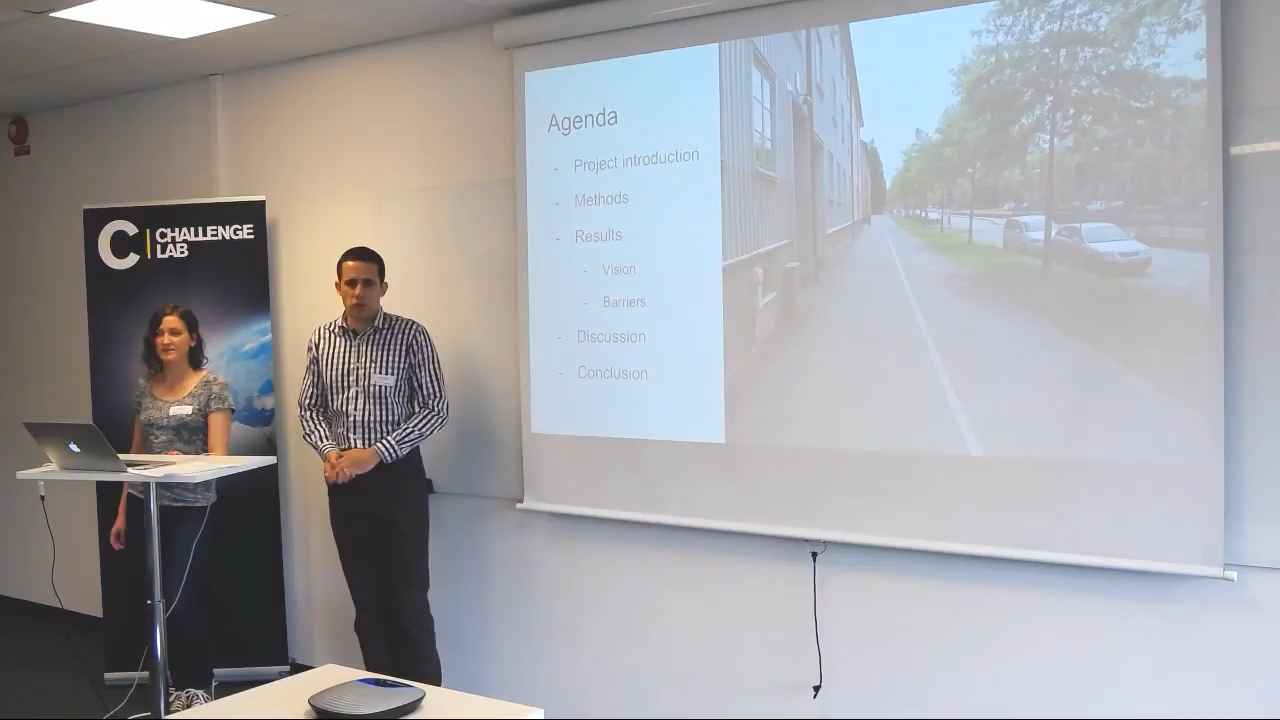 C CHALLENGE
LAB
Agenda
- Project introduction
- Methods
- Results
- Vision
- Barriers
- Discussion
- Conclusion